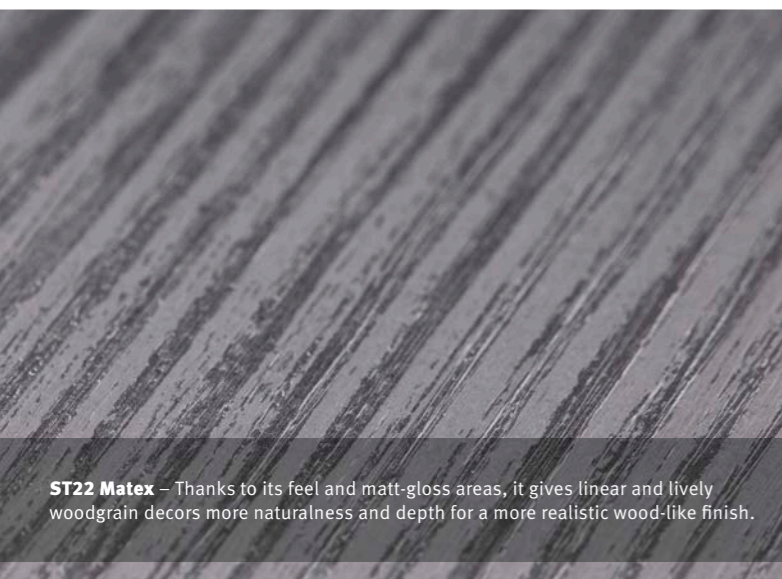 ST22 Matex – Thanks to its feel and matt-gloss areas, it gives linear and lively
woodgrain decors more naturalness and depth for a more realistic wood-like finish.